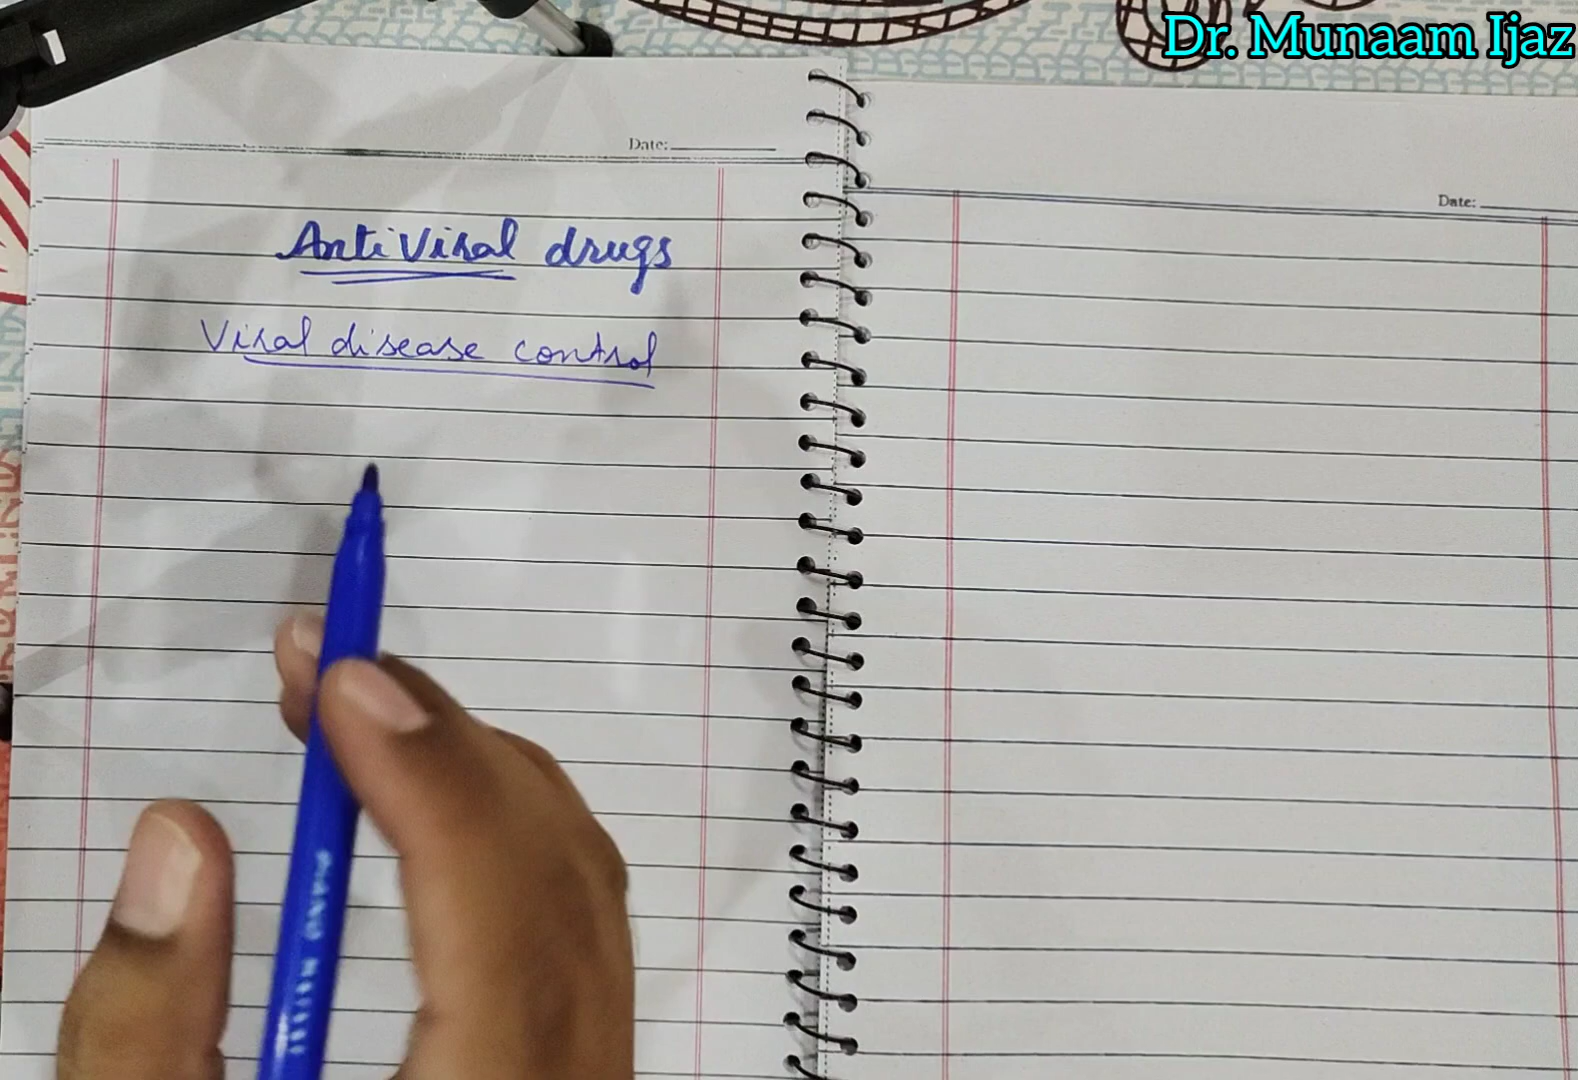 Dr. Munaam Ijaz
Date:
Date:
AntiViral drugs
Viral disease control